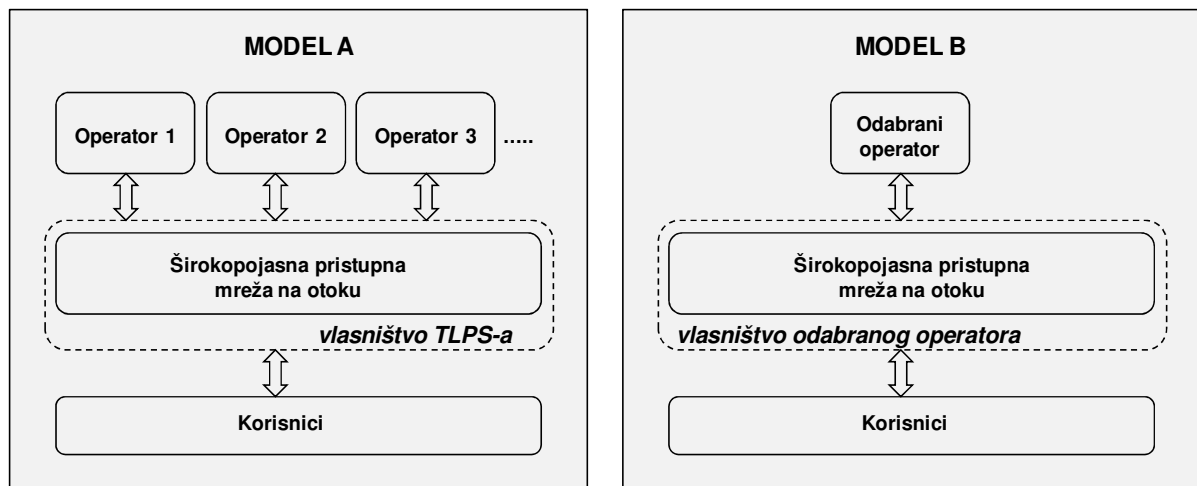 MODEL A
Operator 1
Operator 2
Operator 3
.....
Širokopojasna pristupna
mreža na otoku
vlasništvo TLPS-a
Korisnici
MODEL B
Odabrani
operator
Širokopojasna pristupna
mreža na otoku
vlasništvo odabranog operatora
Korisnici